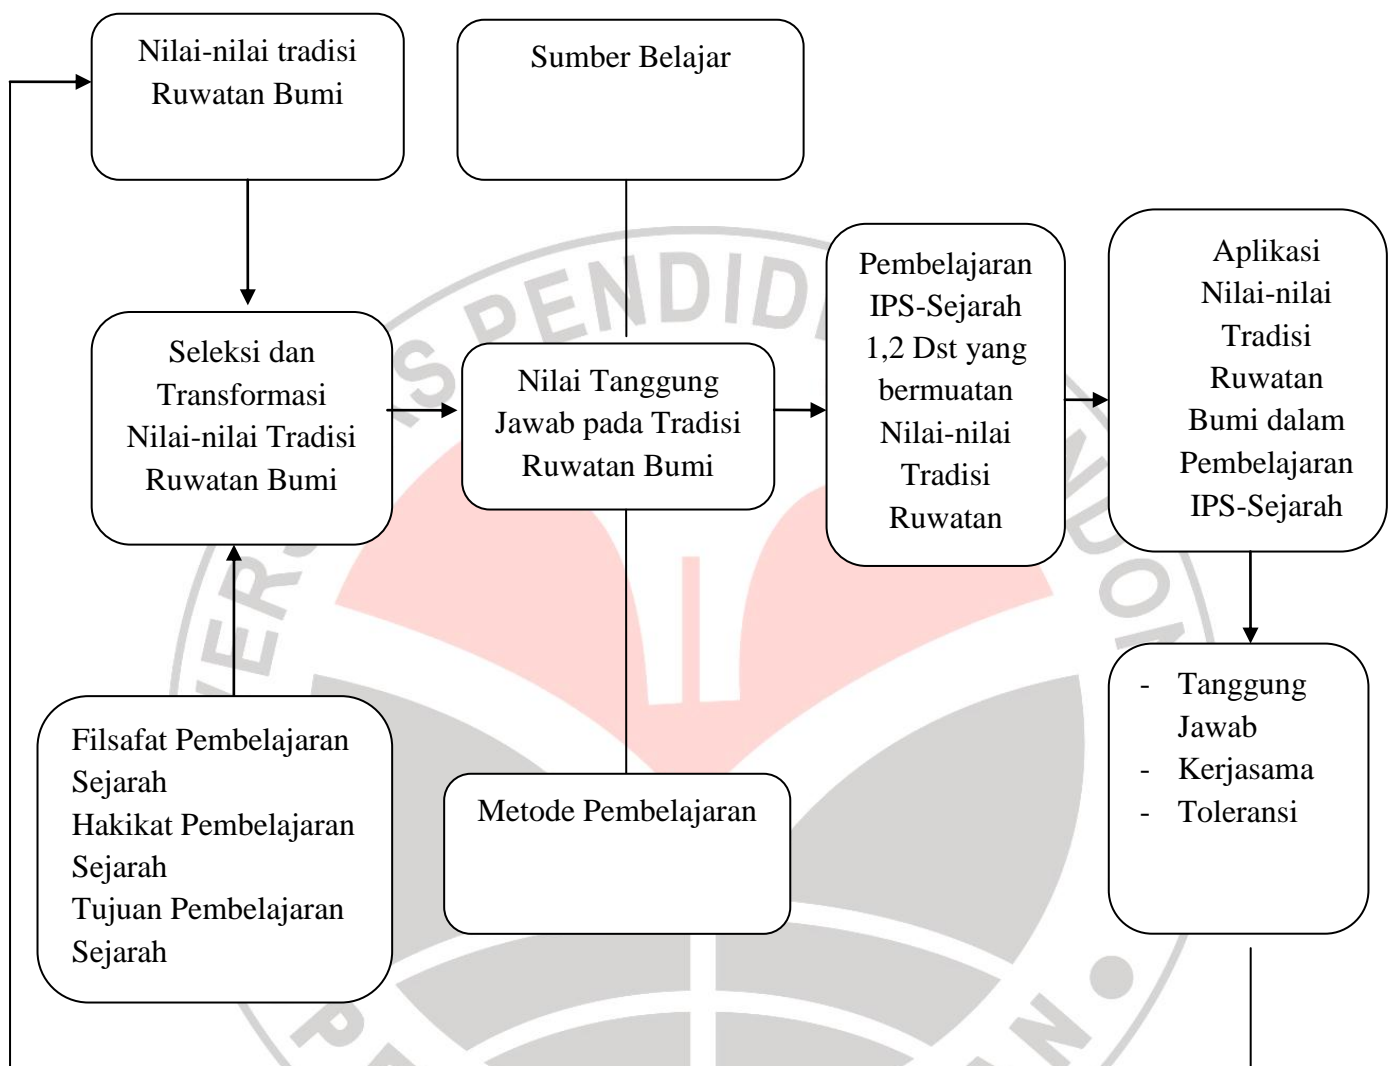 Nilai-nilai tradisi
Ruwatan Bumi
Sumber Belajar
Seleksi dan
Transformasi
Nilai-nilai Tradisi
Ruwatan Bumi
Nilai Tanggung
Jawab pada Tradisi
Ruwatan Bumi
Pembelajaran
IPS-Sejarah
1,2 Dst yang
bermuatan
Nilai-nilai
Tradisi
Ruwatan
Aplikasi
Nilai-nilai
Tradisi
Ruwatan
Bumi dalam
Pembelajaran
IPS-Sejarah
Filsafat Pembelajaran
Sejarah
Hakikat Pembelajaran
Sejarah
Tujuan Pembelajaran
Sejarah
Metode Pembelajaran
- Tanggung
Jawab
- Kerjasama
- Toleransi